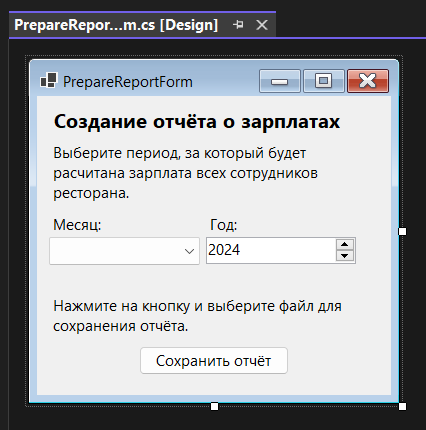 PrepareRepor...m.cs [Design]
PrepareReportForm
Создание отчёта о зарплатах
Выберите период, за который будет
расчитана зарплата всех сотрудников
ресторана.
Месяц: Год:
2024
Нажмите на кнопку и выберите файл для
сохранения отчёта.
Сохранить отчёт